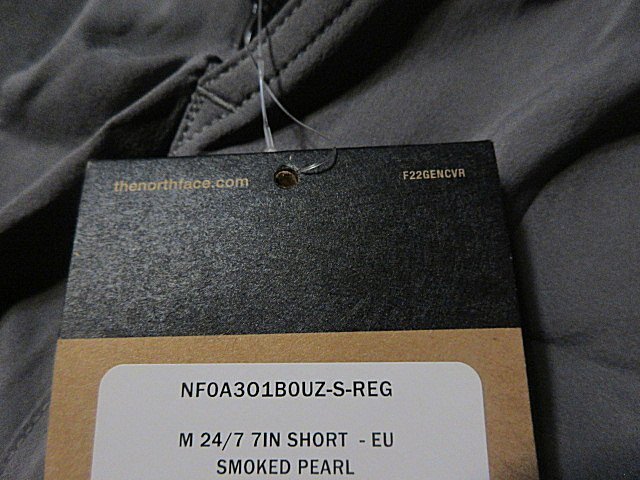 thenorthface.com F22GENCVR
NF0A3O1B0UZ-S-REG
M 24/7 7IN SHORT - EU
SMOKED PEARL